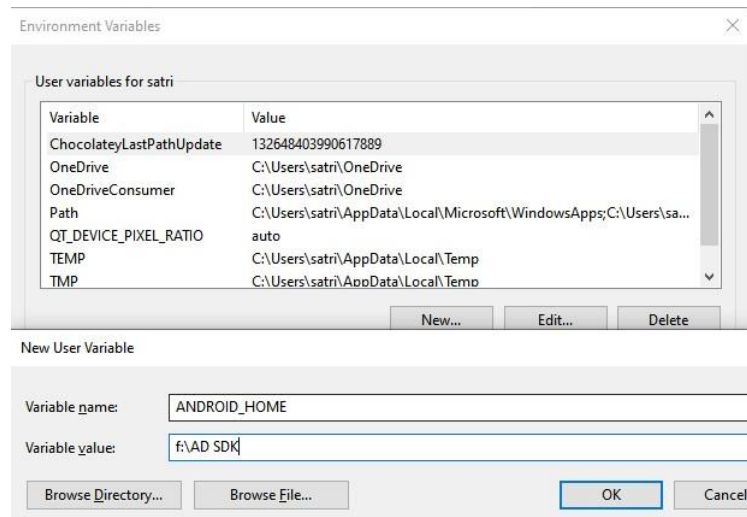 Environment Variables
User variables for satri
Variable Value
ChocolateyLastPathUpdate 132648403990617889
OneDrive C:\Users\satri\OneDrive
OneDriveConsumer C:\Users\satri\OneDrive
Path C:\Users\satri\AppData\Local\Microsoft\WindowsApps;C:\Users\sa...
QT_DEVICE_PIXEL_RATIO auto
TEMP C:\Users\satri\AppData\Local\Temp
TMP C:\Users\satri\AppData\Local\Temp
New... Edit... Delete
New User Variable
Variable name: ANDROID_HOME
Variable value: f:\AD SDK
Browse Directory... Browse File... OK Cancel